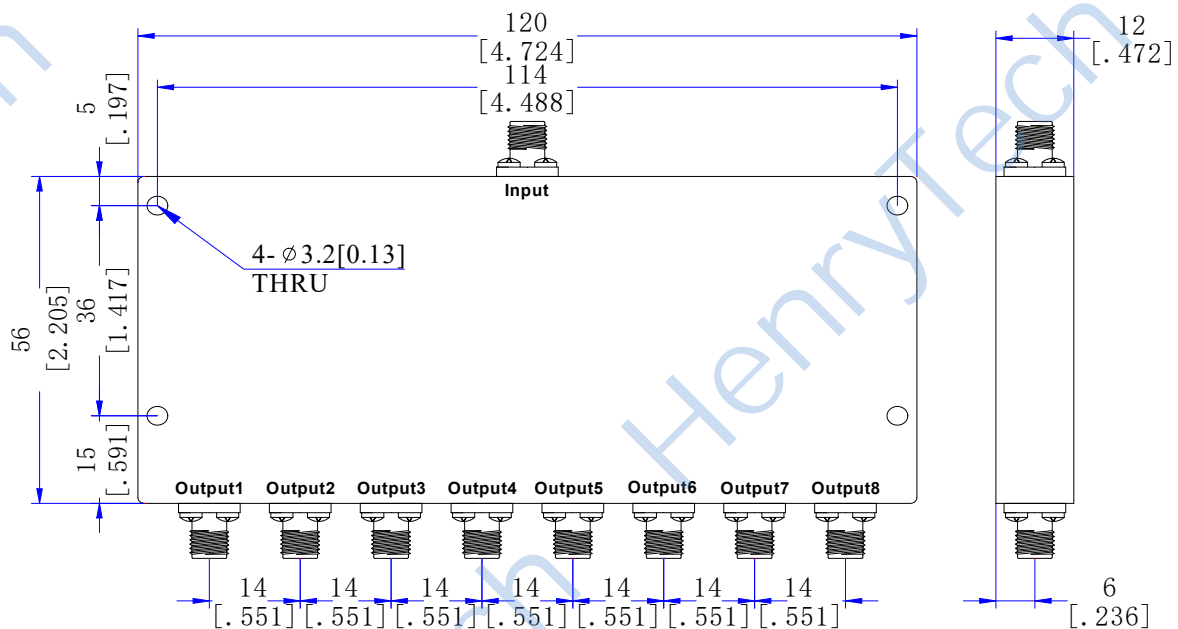 120
[4.724]
114
[4.488]
12
[.472]
5
[.197]
Input
4- ⌀3.2[0.13]
THRU
56
[2.205]
36
[1.417]
15
[.591]
Output1 Output2 Output3 Output4 Output5 Output6 Output7 Output8
14 14 14 14 14 14 14
[.551] [.551] [.551] [.551] [.551] [.551] [.551]
6
[.236]
HenryTech